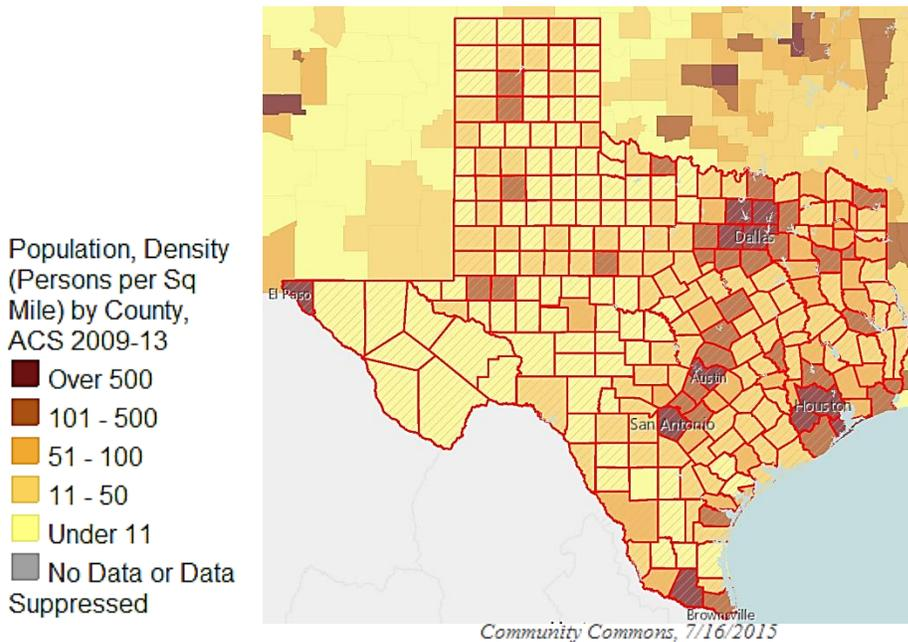 Population, Density
(Persons per Sq
Mile) by County,
ACS 2009-13
Over 500
101 - 500
51 - 100
11 - 50
Under 11
No Data or Data
Suppressed
Dallas
El Paso
Austin
Houston
San Antonio
Brownsville
Community Commons, 7/16/2015